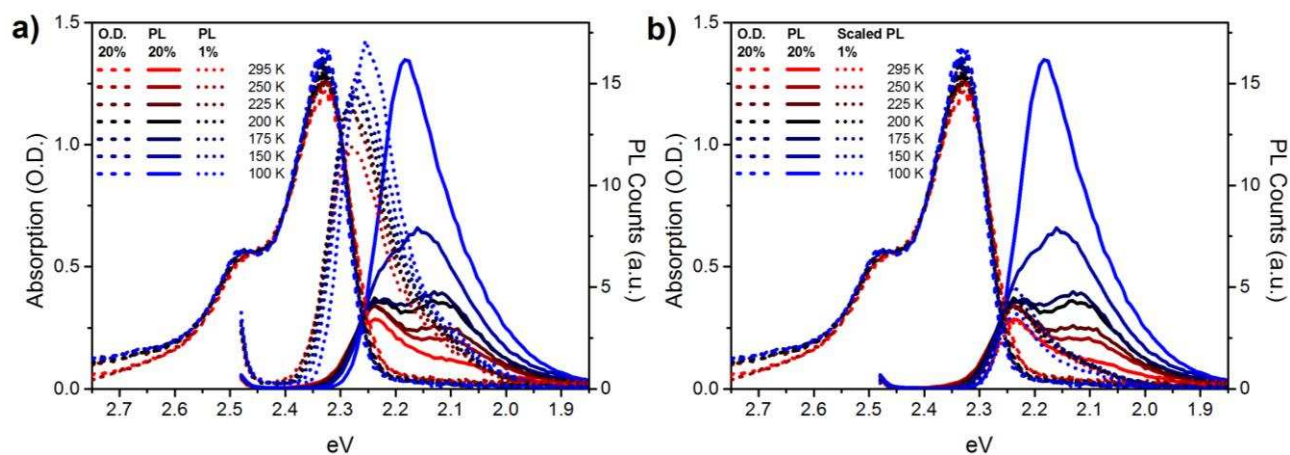 a)
O.D. PL PL
20% 20% 1%
295 K
250 K
225 K
200 K
175 K
150 K
100 K
1.5
1.0
0.5
0.0
Absorption (O.D.)
15
10
5
0
PL Counts (a.u.)
2.7 2.6 2.5 2.4 2.3 2.2 2.1 2.0 1.9
eV
b)
O.D. PL Scaled PL
20% 20% 1%
295 K
250 K
225 K
200 K
175 K
150 K
100 K
1.5
1.0
0.5
0.0
Absorption (O.D.)
15
10
5
0
PL Counts (a.u.)
2.7 2.6 2.5 2.4 2.3 2.2 2.1 2.0 1.9
eV